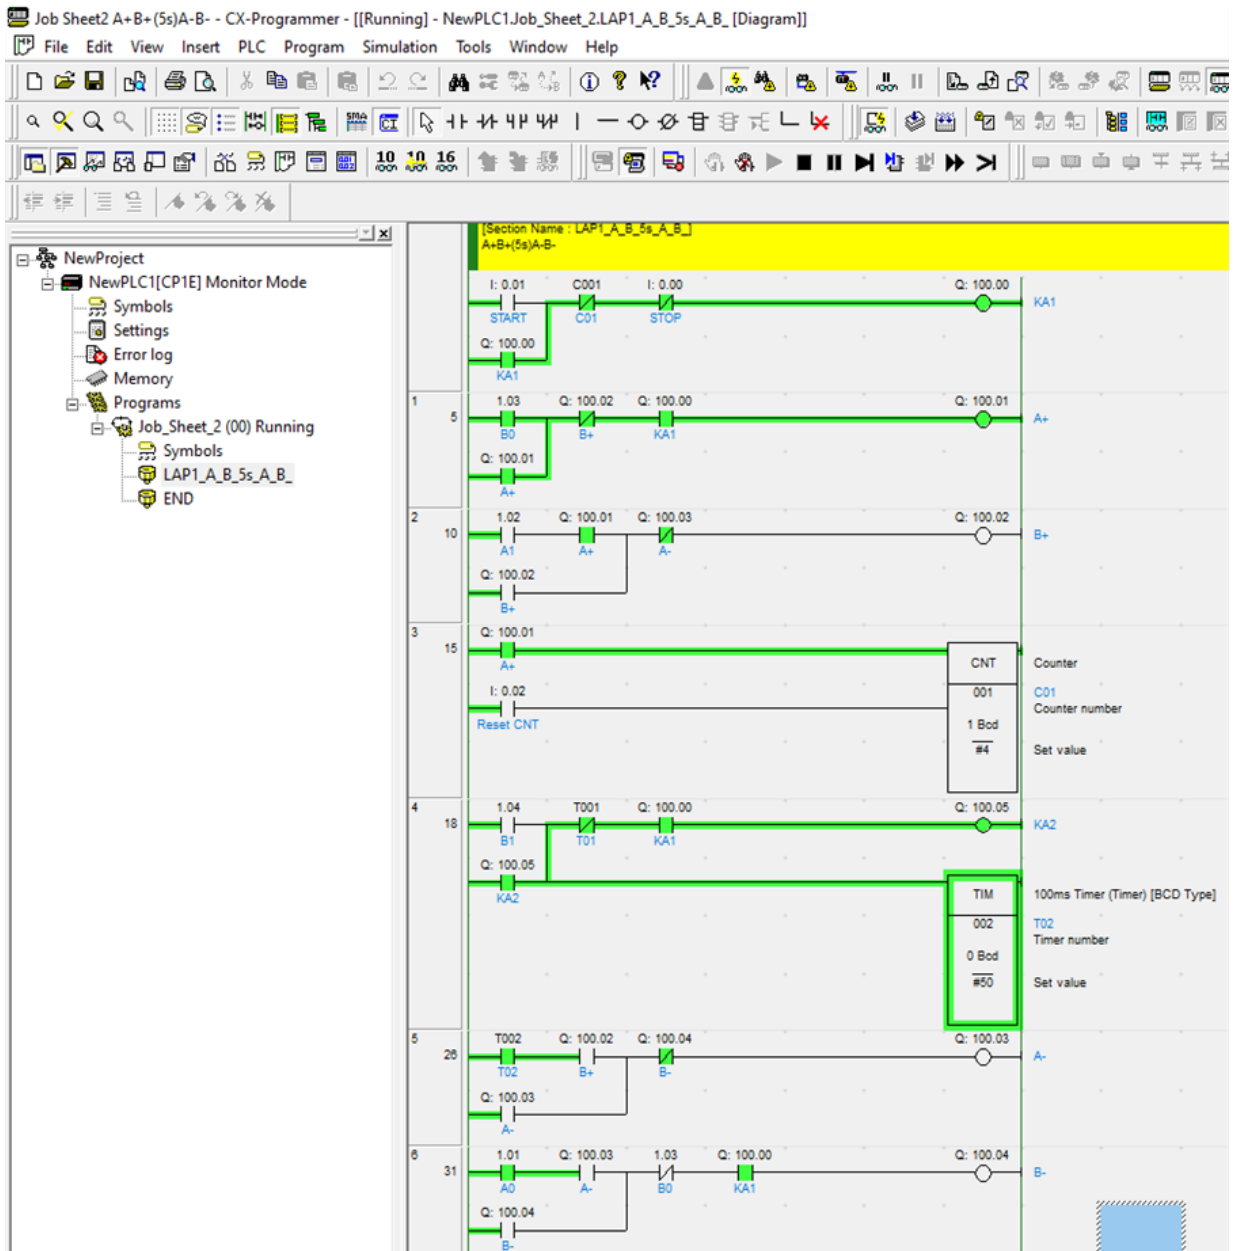 Job Sheet2 A+B+(5s)A-B- - CX-Programmer - [[Running] - NewPLC1.Job_Sheet_2.LAP1_A_B_5s_A_B_ [Diagram]]
File Edit View Insert PLC Program Simulation Tools Window Help
SMA
CI
10 10 16
NewProject
NewPLC1[CP1E] Monitor Mode
Symbols
Settings
Error log
Memory
Programs
Job_Sheet_2 (00) Running
Symbols
LAP1_A_B_5s_A_B_
END
[Section Name : LAP1_A_B_5s_A_B_]
A+B+(5s)A-B-
I: 0.01 C001 I: 0.00 Q: 100.00
KA1
START C01 STOP
Q: 100.00
KA1
1 1.03 Q: 100.02 Q: 100.00 Q: 100.01
5 A+
B0 B+ KA1
Q: 100.01
A+
2 1.02 Q: 100.01 Q: 100.03 Q: 100.02
10 B+
A1 A+ A-
Q: 100.02
B+
3 Q: 100.01
15
A+ CNT Counter
I: 0.02 001 C01
Counter number
Reset CNT 1 Bcd
#4 Set value
4 1.04 T001 Q: 100.00 Q: 100.05
18 KA2
B1 T01 KA1
Q: 100.05
KA2 TIM 100ms Timer (Timer) [BCD Type]
002 T02
Timer number
0 Bcd
#50 Set value
5 T002 Q: 100.02 Q: 100.04 Q: 100.03
26 A-
T02 B+ B-
Q: 100.03
A-
6 1.01 Q: 100.03 1.03 Q: 100.00 Q: 100.04
31 B-
A0 A- B0 KA1
Q: 100.04
B-